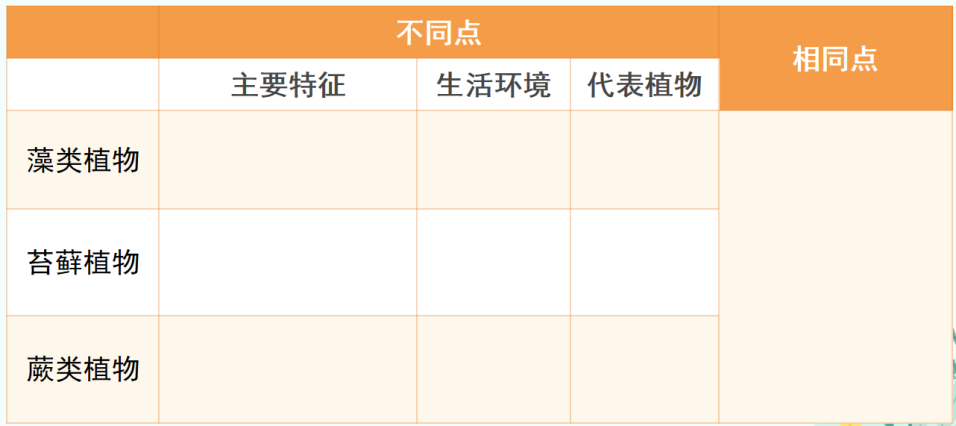 不同点
相同点
主要特征
生活环境
代表植物
藻类植物
苔藓植物
蕨类植物